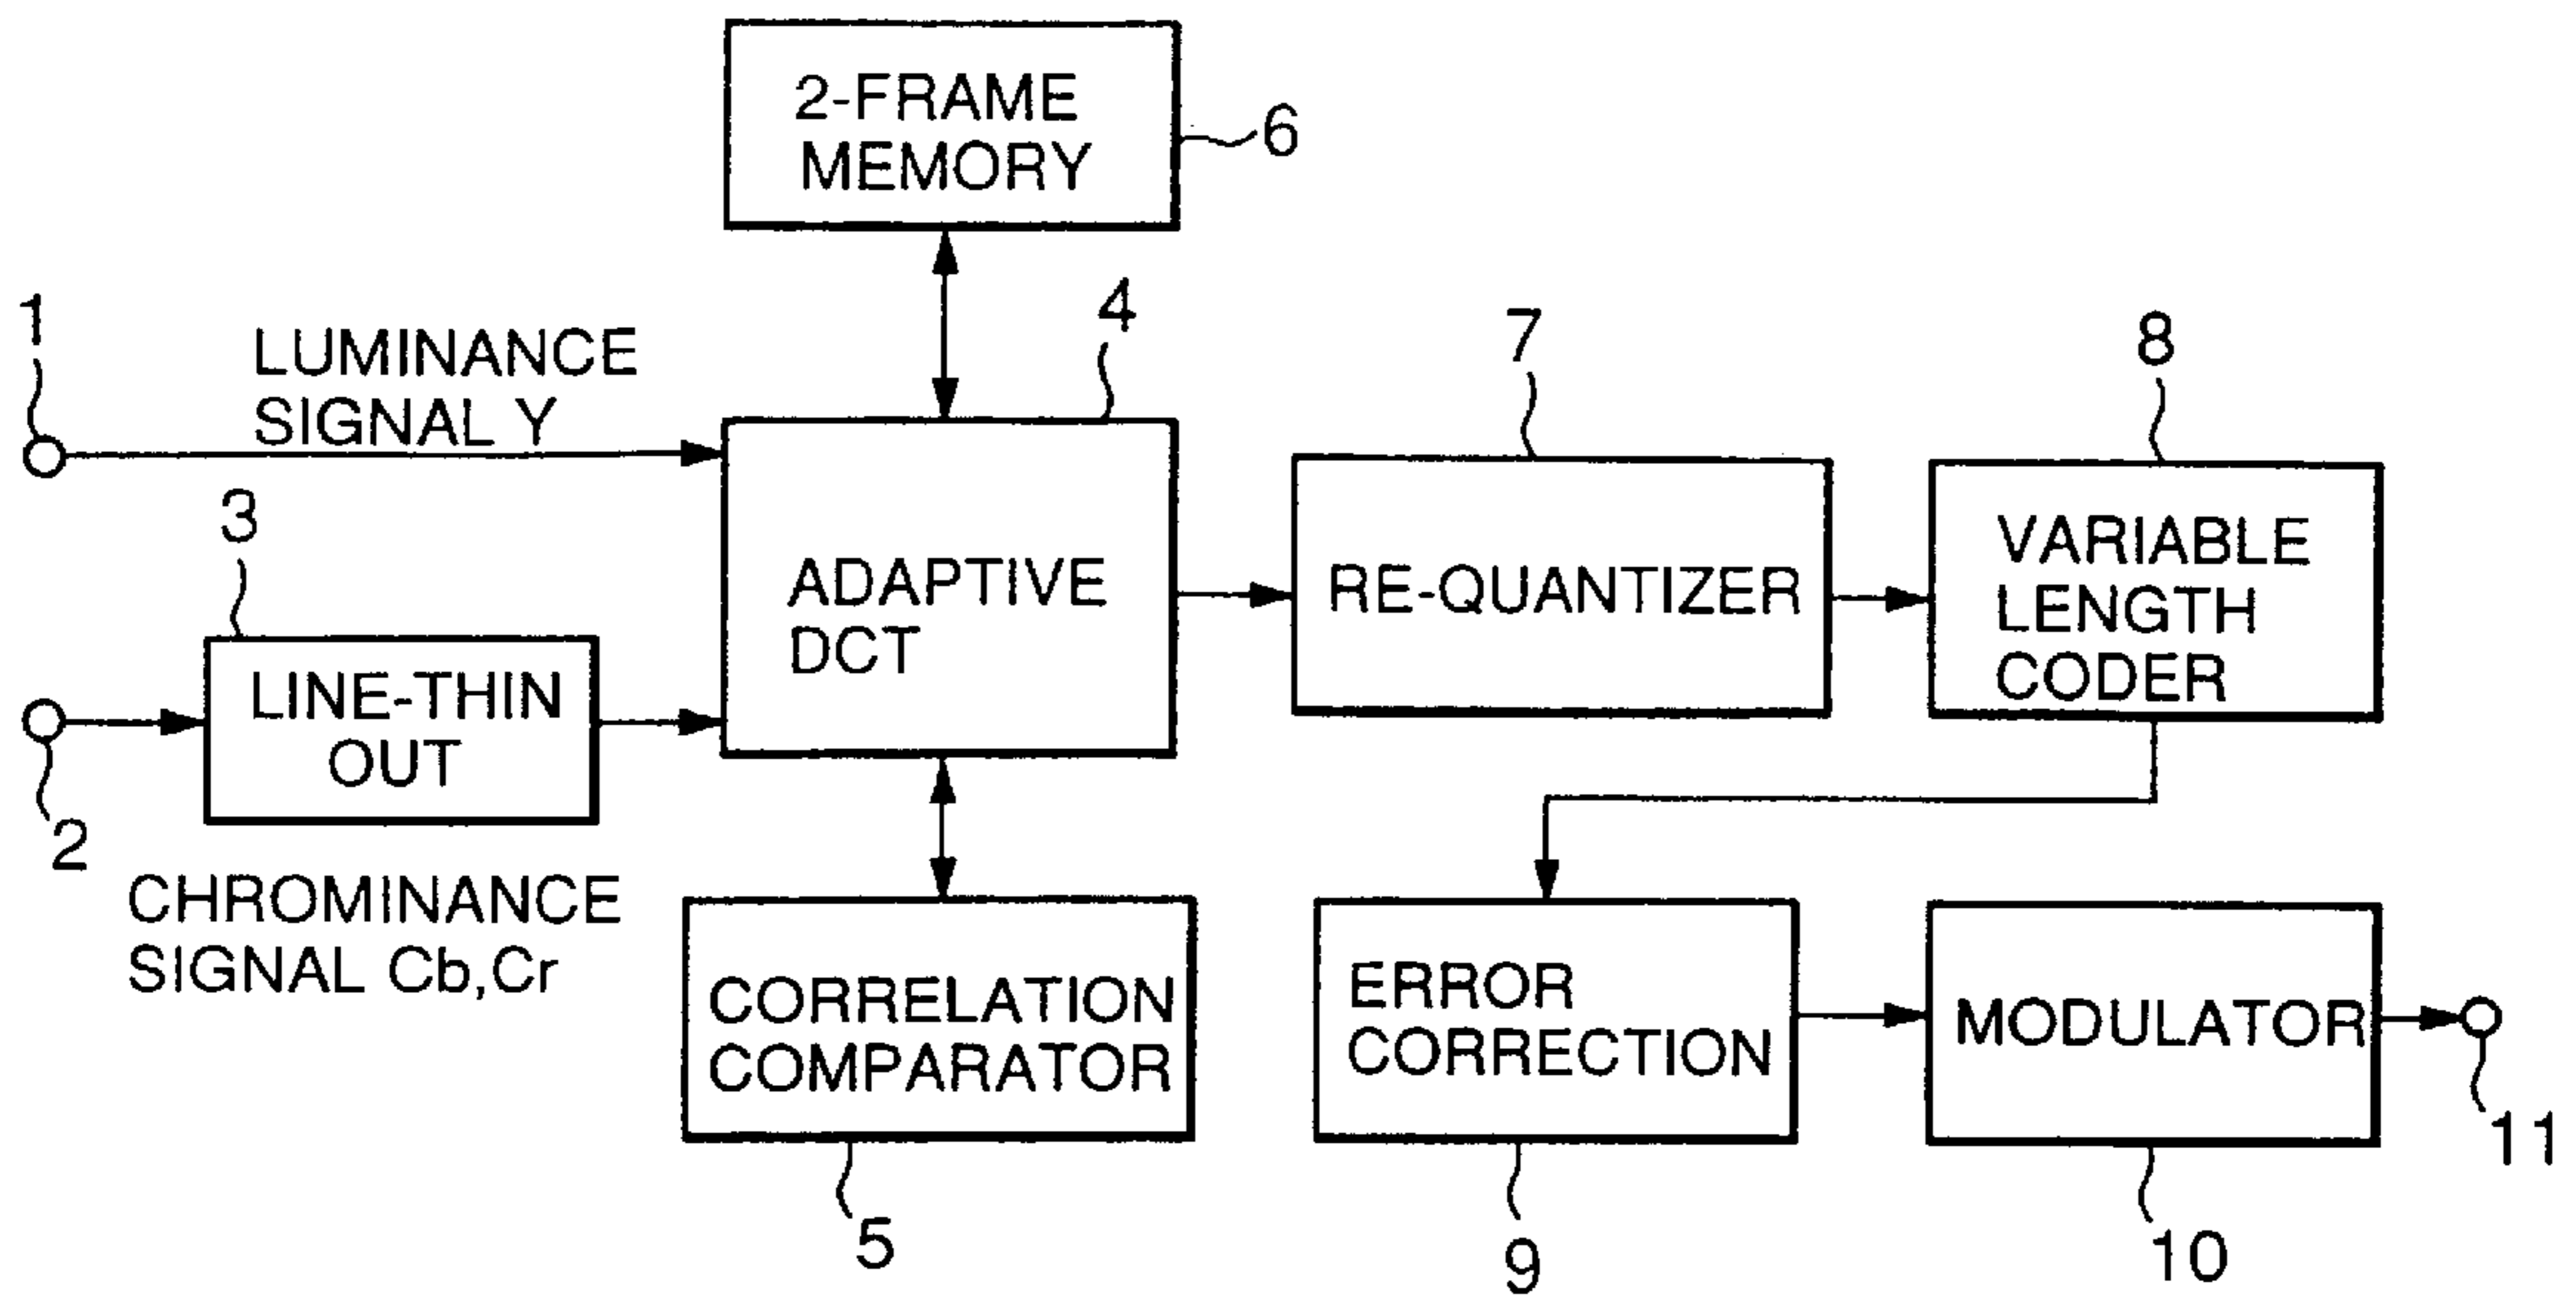 2-FRAME
MEMORY
6
1
LUMINANCE
SIGNAL Y
4
7
8
3
ADAPTIVE
DCT
RE-QUANTIZER
VARIABLE
LENGTH
CODER
LINE-THIN
OUT
2
CHROMINANCE
SIGNAL Cb,Cr
CORRELATION
COMPARATOR
ERROR
CORRECTION
MODULATOR
11
5
9
10